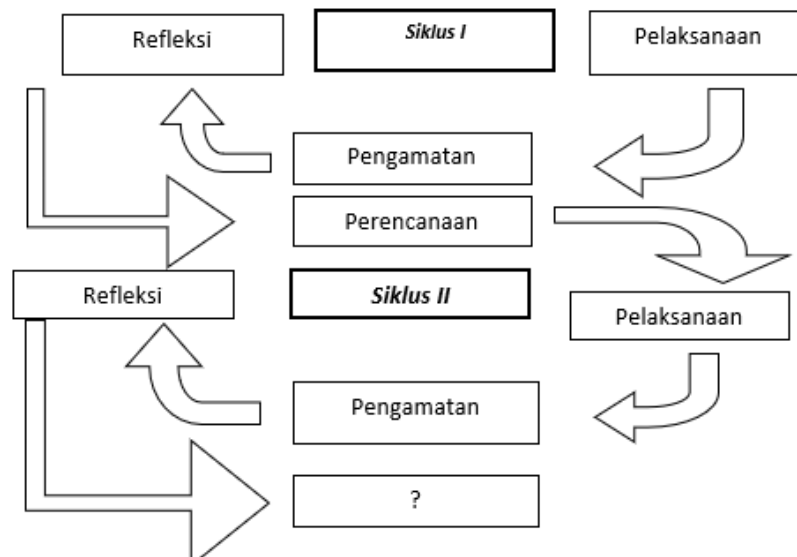 Refleksi
Siklus I
Pelaksanaan
Pengamatan
Perencanaan
Refleksi
Siklus II
Pelaksanaan
Pengamatan
?